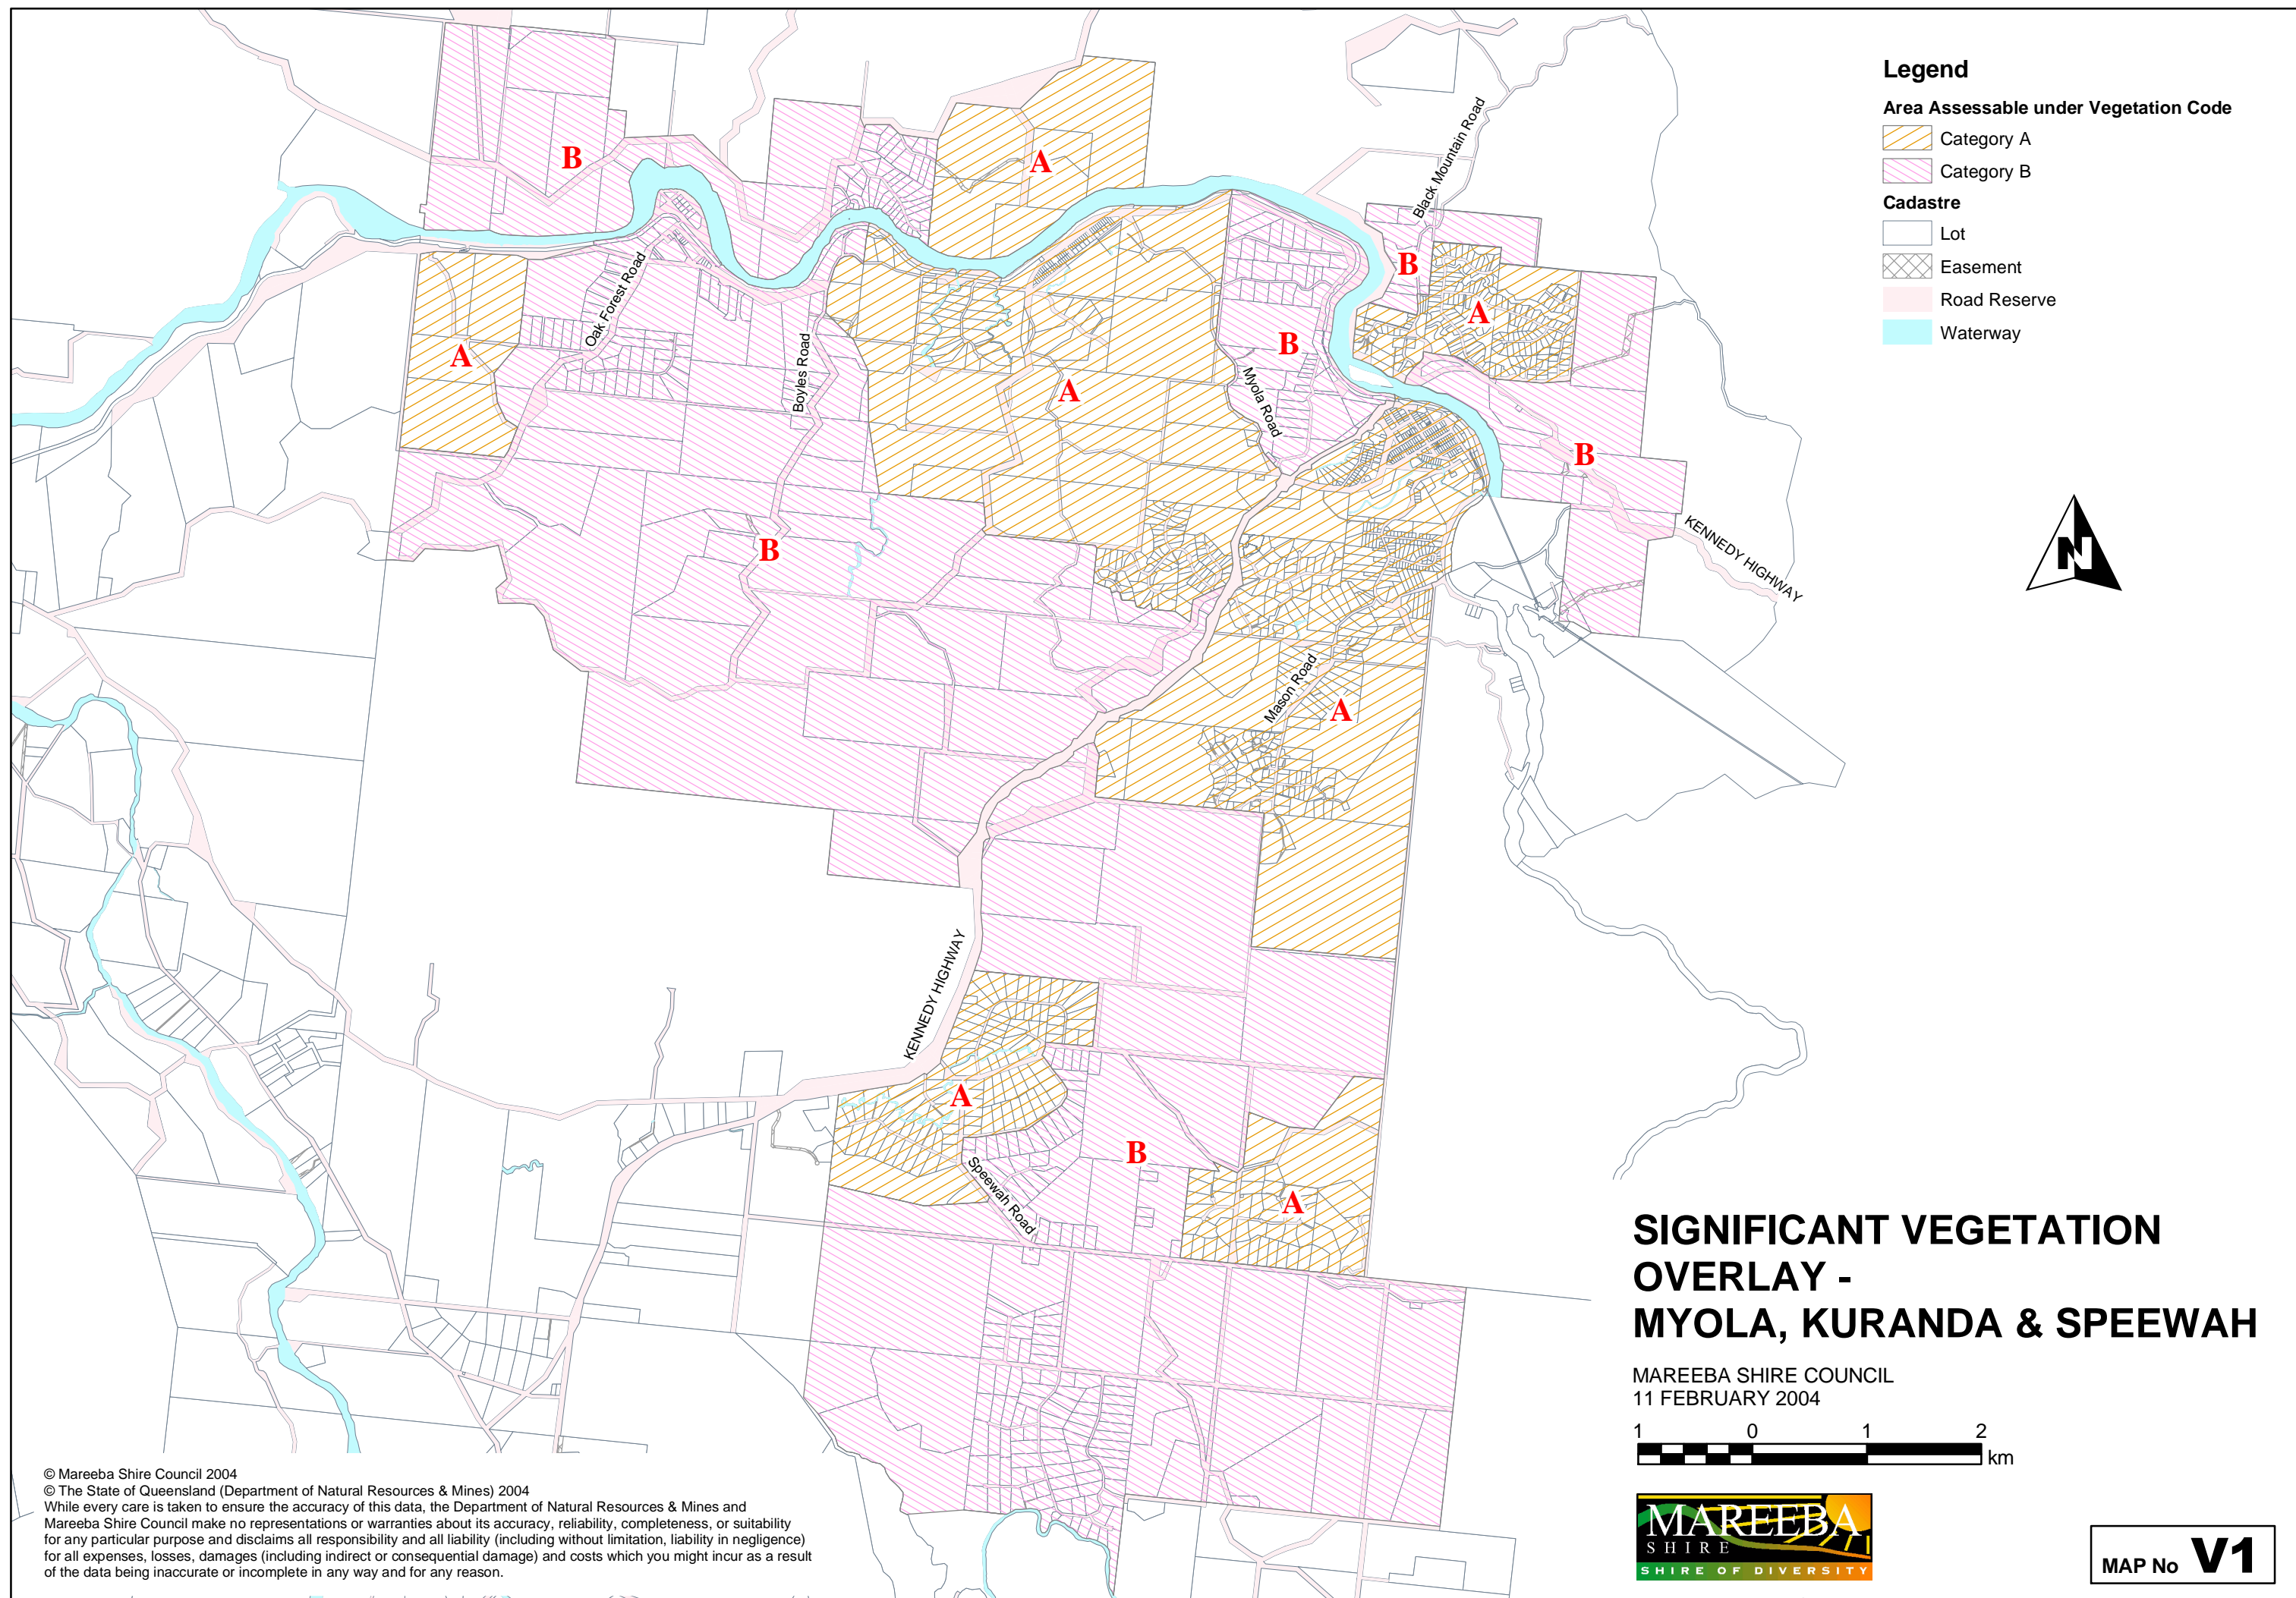 Legend
Area Assessable under Vegetation Code
Category A
Category B
Cadastre
Lot
Easement
Road Reserve
Waterway
B
A
Black Mountain Road
B
A
Oak Forest Road
A
Boyles Road
B
Myola Road
A
B
KENNEDY HIGHWAY
N
B
Mason Road
A
KENNEDY HIGHWAY
A
B
Speewah Road
A
SIGNIFICANT VEGETATION
OVERLAY -
MYOLA, KURANDA & SPEEWAH
MAREEBA SHIRE COUNCIL
11 FEBRUARY 2004
1 0 1 2
km
MAREEBA
SHIRE
SHIRE OF DIVERSITY
MAP No V1
© Mareeba Shire Council 2004
© The State of Queensland (Department of Natural Resources & Mines) 2004
While every care is taken to ensure the accuracy of this data, the Department of Natural Resources & Mines and
Mareeba Shire Council make no representations or warranties about its accuracy, reliability, completeness, or suitability
for any particular purpose and disclaims all responsibility and all liability (including without limitation, liability in negligence)
for all expenses, losses, damages (including indirect or consequential damage) and costs which you might incur as a result
of the data being inaccurate or incomplete in any way and for any reason.